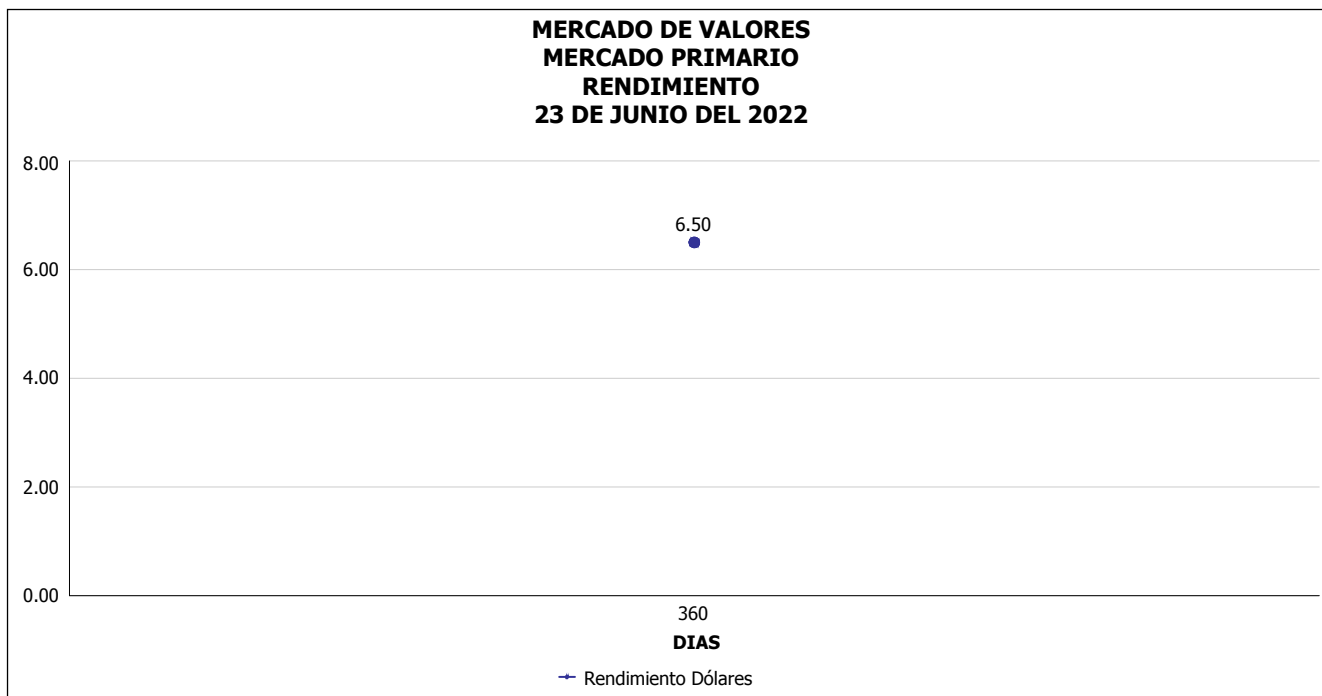 MERCADO DE VALORES
MERCADO PRIMARIO
RENDIMIENTO
23 DE JUNIO DEL 2022
8.00
6.50
6.00
4.00
2.00
0.00
360
DIAS
Rendimiento Dólares